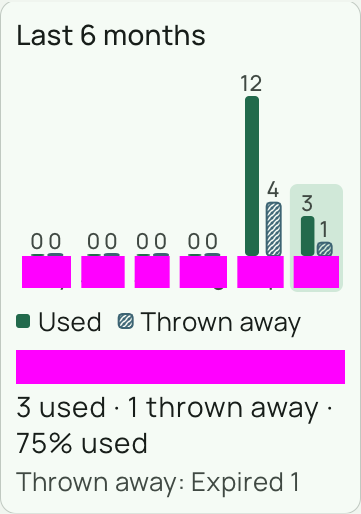 Last 6 months
12
4
3
1
0 0 0 0 0 0 0 0
Used Thrown away
3 used · 1 thrown away ·
75% used
Thrown away: Expired 1